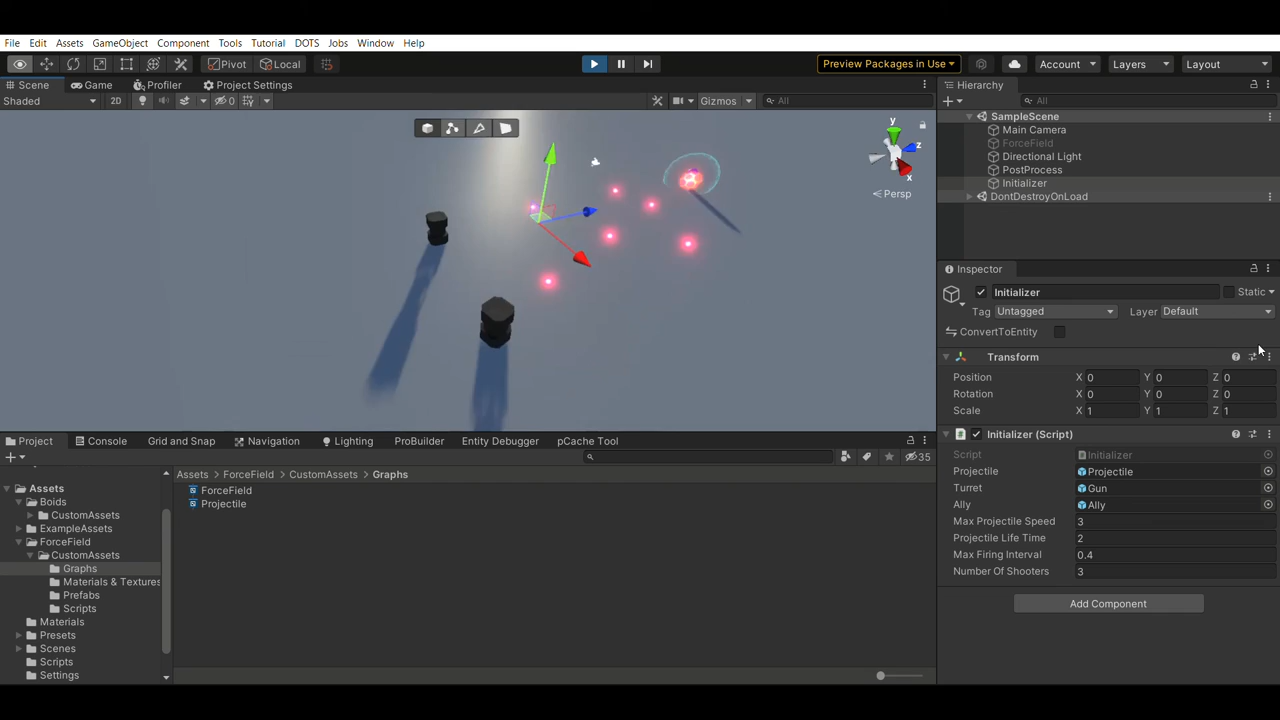 File Edit Assets GameObject Component Tools Tutorial DOTS Jobs Window Help
Pivot Local Preview Packages in Use Account Layers Layout
Scene Game Profiler Project Settings Hierarchy
Shaded 2D 0 Gizmos All All
SampleScene
Main Camera
ForceField
Directional Light
PostProcess
Initializer
DontDestroyOnLoad
y
z
x
Persp
Inspector
Initializer Static
Tag Untagged Layer Default
ConvertToEntity
Transform
Position X 0 Y 0 Z 0
Rotation X 0 Y 0 Z 0
Scale X 1 Y 1 Z 1
Initializer (Script)
Script Initializer
Projectile Projectile
Turret Gun
Ally Ally
Max Projectile Speed 3
Projectile Life Time 2
Max Firing Interval 0.4
Number Of Shooters 3
Add Component
Project Console Grid and Snap Navigation Lighting ProBuilder Entity Debugger pCache Tool
35
Assets
Boids
CustomAssets
ExampleAssets
ForceField
CustomAssets
Graphs
Materials & Textures
Prefabs
Scripts
Materials
Presets
Scenes
Scripts
Settings
Assets > ForceField > CustomAssets > Graphs
ForceField
Projectile